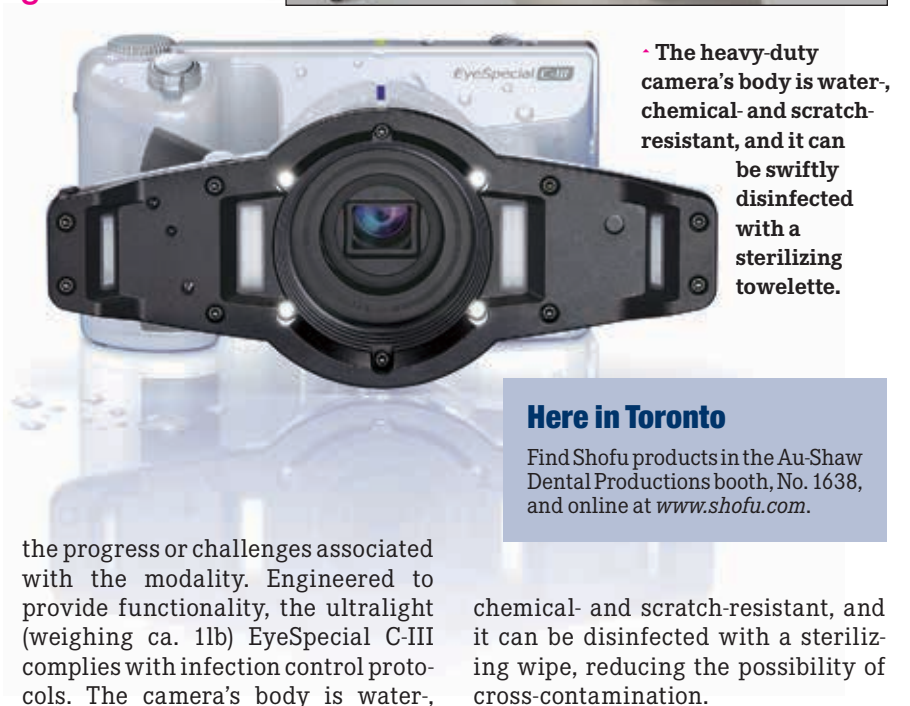 EyeSpecial C-III
ˆ The heavy-duty
camera’s body is water-,
chemical- and scratch-
resistant, and it can
be swiftly
disinfected
with a
sterilizing
towelette.
Here in Toronto
Find Shofu products in the Au-Shaw
Dental Productions booth, No. 1638,
and online at www.shofu.com.
the progress or challenges associated
with the modality. Engineered to
provide functionality, the ultralight
(weighing ca. 1lb) EyeSpecial C-III
complies with infection control proto-
cols. The camera’s body is water-,
chemical- and scratch-resistant, and
it can be disinfected with a steriliz-
ing wipe, reducing the possibility of
cross-contamination.